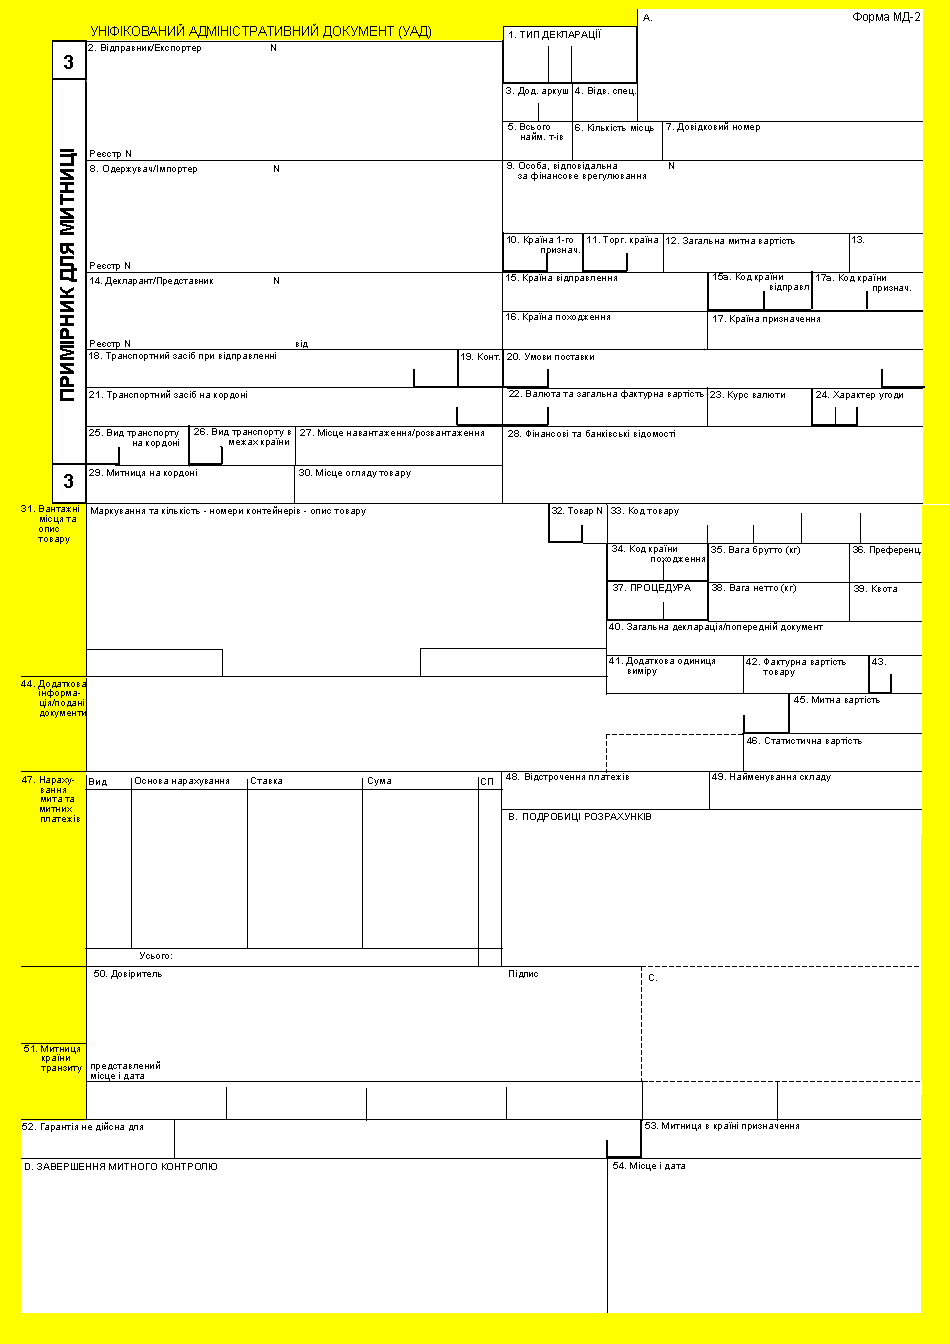 A.
Форма МД-2
УНІФІКОВАНИЙ АДМІНІСТРАТИВНИЙ ДОКУМЕНТ (УАД)
1. ТИП ДЕКЛАРАЦІЇ
3
2. Відправник/Експортер N
3. Дод. аркуш
4. Відв. спец.
5. Всього
найм. т-ів
6. Кількість місць
7. Довідковий номер
Реєстр N
ПРИМІРНИК ДЛЯ МИТНИЦІ
8. Одержувач/Імпортер N
9. Особа, відповідальна N
за фінансове врегулювання
10. Країна 1-го
признач.
11. Торг. країна
12. Загальна митна вартість
13.
Реєстр N
14. Декларант/Представник N
15. Країна відправлення
15а. Код країни
відправл
17а. Код країни
признач.
16. Країна походження
17. Країна призначення
Реєстр N від
18. Транспортний засіб при відправленні
19. Конт.
20. Умови поставки
21. Транспортний засіб на кордоні
22. Валюта та загальна фактурна вартість
23. Курс валюти
24. Характер угоди
25. Вид транспорту
на кордоні
26. Вид транспорту в
межах країни
27. Місце навантаження/розвантаження
28. Фінансові та банківські відомості
3
29. Митниця на кордоні
30. Місце огляду товару
31. Вантажні
місця та
опис
товару
Маркування та кількість - номери контейнерів - опис товару
32. Товар N
33. Код товару
34. Код країни
походження
35. Вага брутто (кг)
36. Преференц.
37. ПРОЦЕДУРА
38. Вага нетто (кг)
39. Квота
40. Загальна декларація/попередній документ
41. Додаткова одиниця
виміру
42. Фактурна вартість
товару
43.
44. Додаткова
інформа-
ція/подані
документи
45. Митна вартість
46. Статистична вартість
47. Нараху-
вання
мита та
митних
платежів
Вид
Основа нарахування
Ставка
Сума
СП
48. Відстрочення платежів
49. Найменування складу
B. ПОДРОБИЦІ РОЗРАХУНКІВ
Усього:
50. Довіритель
Підпис
C.
51. Митниця
країни
транзиту
представлений
місце і дата
52. Гарантія не дійсна для
53. Митниця в країні призначення
D. ЗАВЕРШЕННЯ МИТНОГО КОНТРОЛЮ
54. Місце і дата